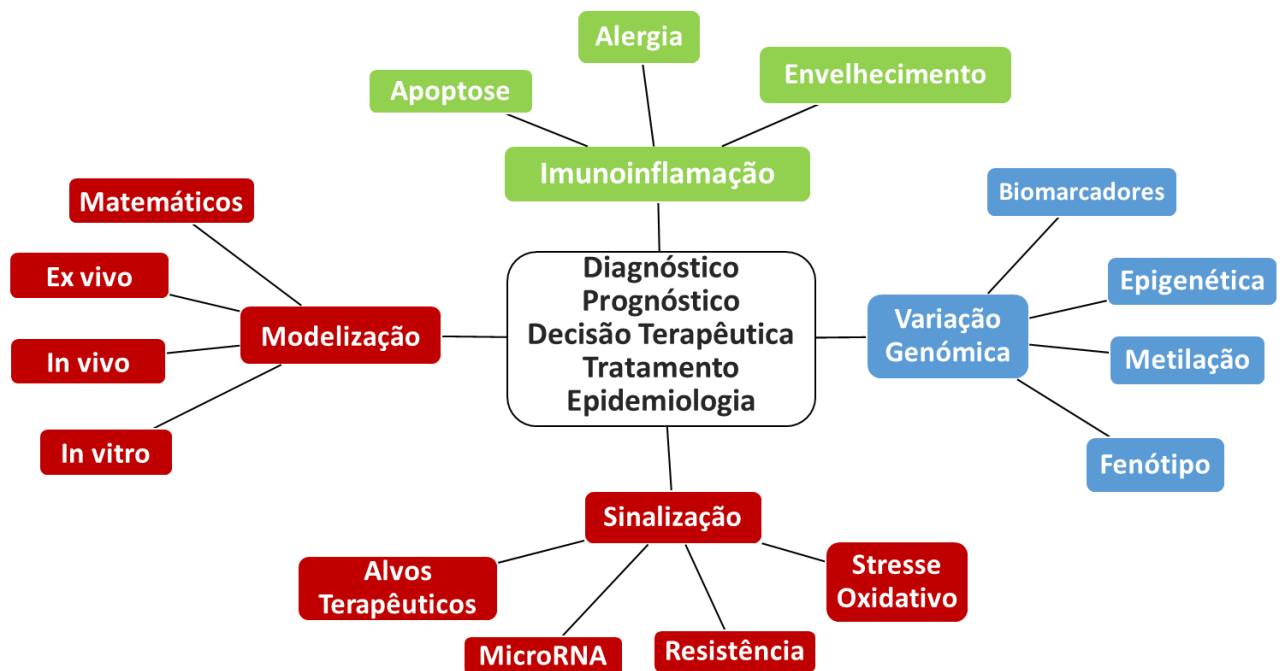 Alergia
Apoptose
Envelhecimento
Imunoinflamação
Matemáticos
Ex vivo
In vivo
In vitro
Modelização
Diagnóstico
Prognóstico
Decisão Terapêutica
Tratamento
Epidemiologia
Variação
Genómica
Biomarcadores
Epigenética
Metilação
Fenótipo
Sinalização
Alvos
Terapêuticos
MicroRNA
Resistência
Stresse
Oxidativo